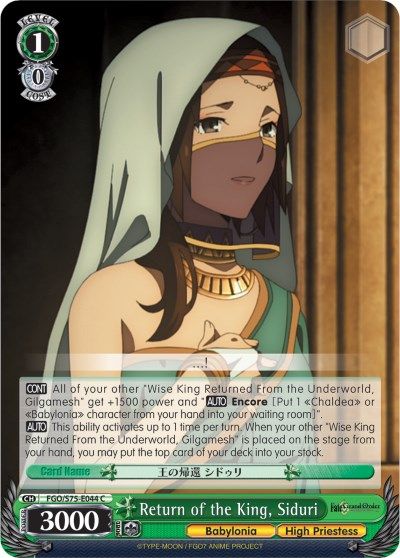 LEVEL
1
0
COST
...!
CONT All of your other "Wise King Returned From the Underworld,
Gilgamesh" get +1500 power and "AUTO Encore [Put 1 «Chaldea» or
«Babylonia» character from your hand into your waiting room]".
AUTO This ability activates up to 1 time per turn. When your other "Wise
King Returned From the Underworld, Gilgamesh" is placed on the stage
from your hand, you may put the top card of your deck into your stock.
Card Name
王の帰還 シドゥリ
CH FGO/S75-E044 C
Return of the King, Siduri
Fate/Grand Order
POWER
3000
Babylonia
High Priestess
©TYPE-MOON / FGO7 ANIME PROJECT